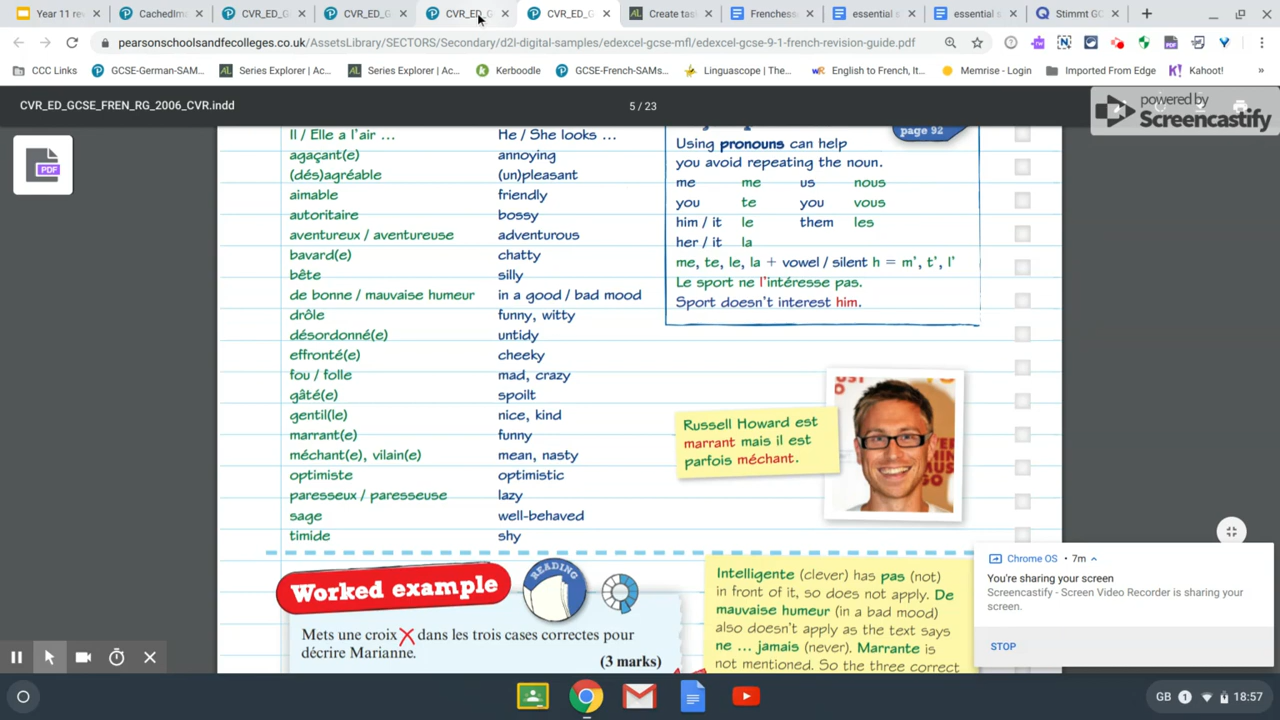 Year 11 re
CachedIma
CVR_ED_G
CVR_ED_G
CVR_ED_G
CVR_ED_G
Create tas
Frenchess
essential s
essential s
Stimmt GC
pearsonschoolsandfecolleges.co.uk/AssetsLibrary/SECTORS/Secondary/d2l-digital-samples/edexcel-gcse-mfl/edexcel-gcse-9-1-french-revision-guide.pdf
CCC Links
GCSE-German-SAM...
Series Explorer | Ac...
Series Explorer | Ac...
Kerboodle
GCSE-French-SAMs...
Linguascope | The...
English to French, It...
Memrise - Login
Imported From Edge
Kahoot!
CVR_ED_GCSE_FREN_RG_2006_CVR.indd
5 / 23
powered by
Screencastify
PDF
Il / Elle a l'air ... He / She looks ...
agaçant(e) annoying
(dés)agréable (un)pleasant
aimable friendly
autoritaire bossy
aventureux / aventureuse adventurous
bavard(e) chatty
bête silly
de bonne / mauvaise humeur in a good / bad mood
drôle funny, witty
désordonné(e) untidy
effronté(e) cheeky
fou / folle mad, crazy
gâté(e) spoilt
gentil(le) nice, kind
marrant(e) funny
méchant(e), vilain(e) mean, nasty
optimiste optimistic
paresseux / paresseuse lazy
sage well-behaved
timide shy
page 92
Using pronouns can help
you avoid repeating the noun.
me me us nous
you te you vous
him / it le them les
her / it la
me, te, le, la + vowel / silent h = m', t', l'
Le sport ne l'intéresse pas.
Sport doesn't interest him.
Russell Howard est
marrant mais il est
parfois méchant.
Worked example
READING
Mets une croix dans les trois cases correctes pour
décrire Marianne.
(3 marks)
Intelligente (clever) has pas (not)
in front of it, so does not apply. De
mauvaise humeur (in a bad mood)
also doesn't apply as the text says
ne ... jamais (never). Marrante is
not mentioned. So the three correct
Chrome OS • 7m
You're sharing your screen
Screencastify - Screen Video Recorder is sharing your
screen.
STOP
GB 1 18:57